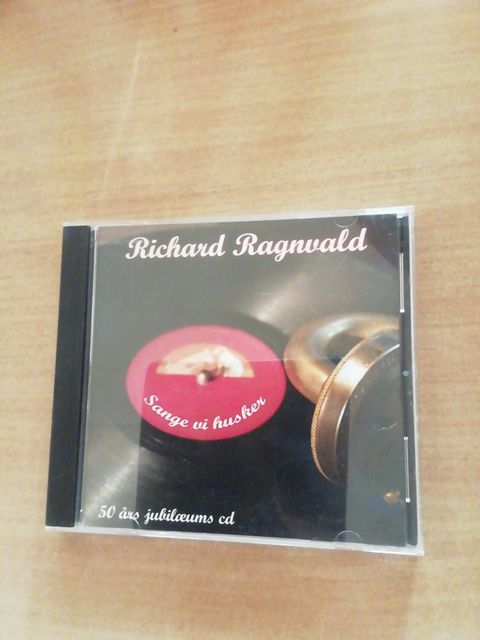 Richard Ragnvald
Sange vi husker
50 års jubilæums cd